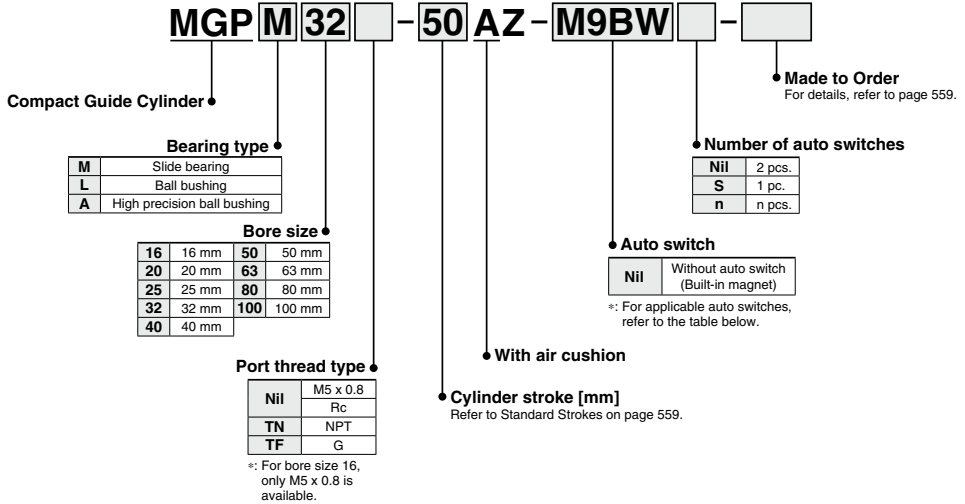 MGP M 32 – 50 AZ – M9BW –
Compact Guide Cylinder
Made to Order
For details, refer to page 559.
Bearing type
M Slide bearing
L Ball bushing
A High precision ball bushing
Number of auto switches
Nil 2 pcs.
S 1 pc.
n n pcs.
Bore size
16 16 mm 50 50 mm
20 20 mm 63 63 mm
25 25 mm 80 80 mm
32 32 mm 100 100 mm
40 40 mm
Auto switch
Nil Without auto switch
(Built-in magnet)
∗: For applicable auto switches,
refer to the table below.
With air cushion
Port thread type
Nil M5 x 0.8
Rc
TN NPT
TF G
∗: For bore size 16,
only M5 x 0.8 is
available.
Cylinder stroke [mm]
Refer to Standard Strokes on page 559.